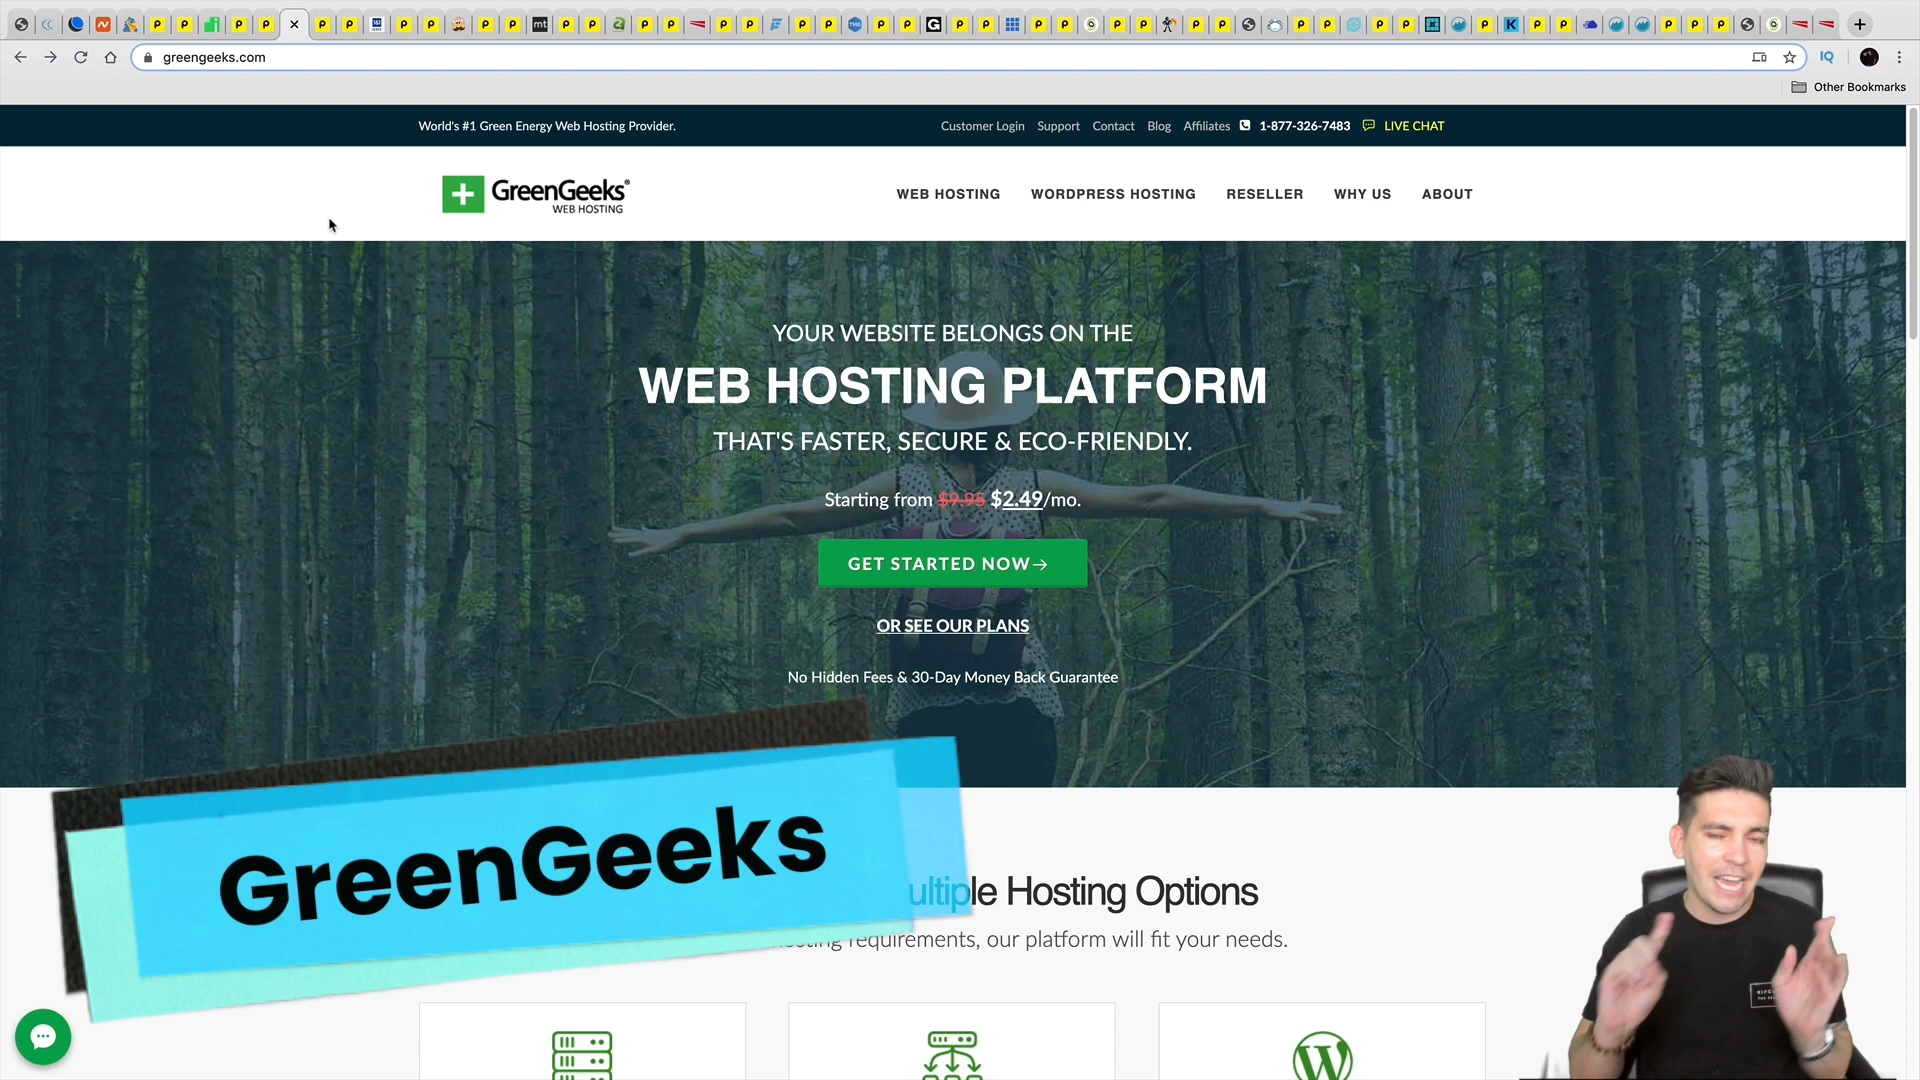 greengeeks.com
Other Bookmarks
World's #1 Green Energy Web Hosting Provider.
Customer Login Support Contact Blog Affiliates 1-877-326-7483 LIVE CHAT
GreenGeeks®
WEB HOSTING
WEB HOSTING WORDPRESS HOSTING RESELLER WHY US ABOUT
YOUR WEBSITE BELONGS ON THE
WEB HOSTING PLATFORM
THAT'S FASTER, SECURE & ECO-FRIENDLY.
Starting from $9.95 $2.49/mo.
GET STARTED NOW→
OR SEE OUR PLANS
No Hidden Fees & 30-Day Money Back Guarantee
GreenGeeks
Hosting Options
requirements, our platform will fit your needs.